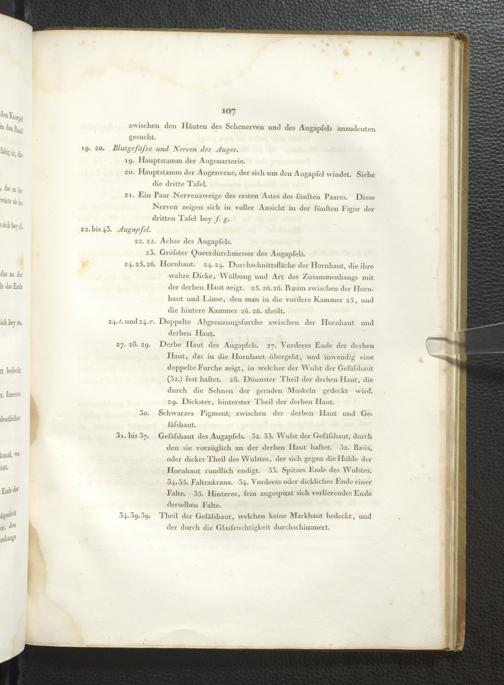 107
zwischen den Häuten des Sehenerven und des Augapfels anzudeuten
gesucht.
19. 20. Blutgefäſse und Nerven des Auges.
19. Hauptstamm der Augenarterie.
20. Hauptstamm der Augenvene, der sich um den Augapfel windet. Siehe
die dritte Tafel.
21. Ein Paar Nervenzweige des ersten Astes des fünften Paares. Diese
Nerven zeigen sich in voller Ansicht in der fünften Figur der
dritten Tafel bey f. g.
22. bis 43. Augapfel.
22. 22. Achse des Augapfels.
23. Gröſster Queerdurchmesser des Augapfels.
24. 25. 26. Hornhaut. 24. 24. Durchschnittsfläche der Hornhaut, die ihre
wahre Dicke, Wölbung und Art des Zusammenhangs mit
der derben Haut zeigt. 25. 26. 26. Raum zwischen der Horn-
haut und Linse, den man in die vordere Kammer 25, und
die hintere Kammer 26. 26. theilt.
24. r. und 24. r. Doppelte Abgrenzungsfurche zwischen der Hornhaut und
derben Haut.
27. 28. 29. Derbe Haut des Augapfels. 27. Vorderes Ende der derben
Haut, das in die Hornhaut übergeht, und inwendig eine
doppelte Furche zeigt, in welcher der Wulst der Gefäſshaut
(32.) fest haftet. 28. Dünnster Theil der derben Haut, die
durch die Sehnen der geraden Muskeln gedeckt wird.
29. Dickster, hinterster Theil der derben Haut.
30. Schwarzes Pigment; zwischen der derben Haut und Ge-
fäſshaut.
31. bis 37. Gefäſshaut des Augapfels. 32. 33. Wulst der Gefäſshaut, durch
den sie vorzüglich an der derben Haut haftet. 32. Basis,
oder dicker Theil des Wulstes, der sich gegen die Höhle der
Hornhaut rundlich endigt. 33. Spitzes Ende des Wulstes.
34. 35. Faltenkranz. 34. Vorderes oder dickliches Ende einer
Falte. 35. Hinteres, fein zugespitzt sich verlierendes Ende
derselben Falte.
34. 39. 39. Theil der Gefäſshaut, welchen keine Markhaut bedeckt, und
der durch die Glasfeuchtigkeit durchschimmert.